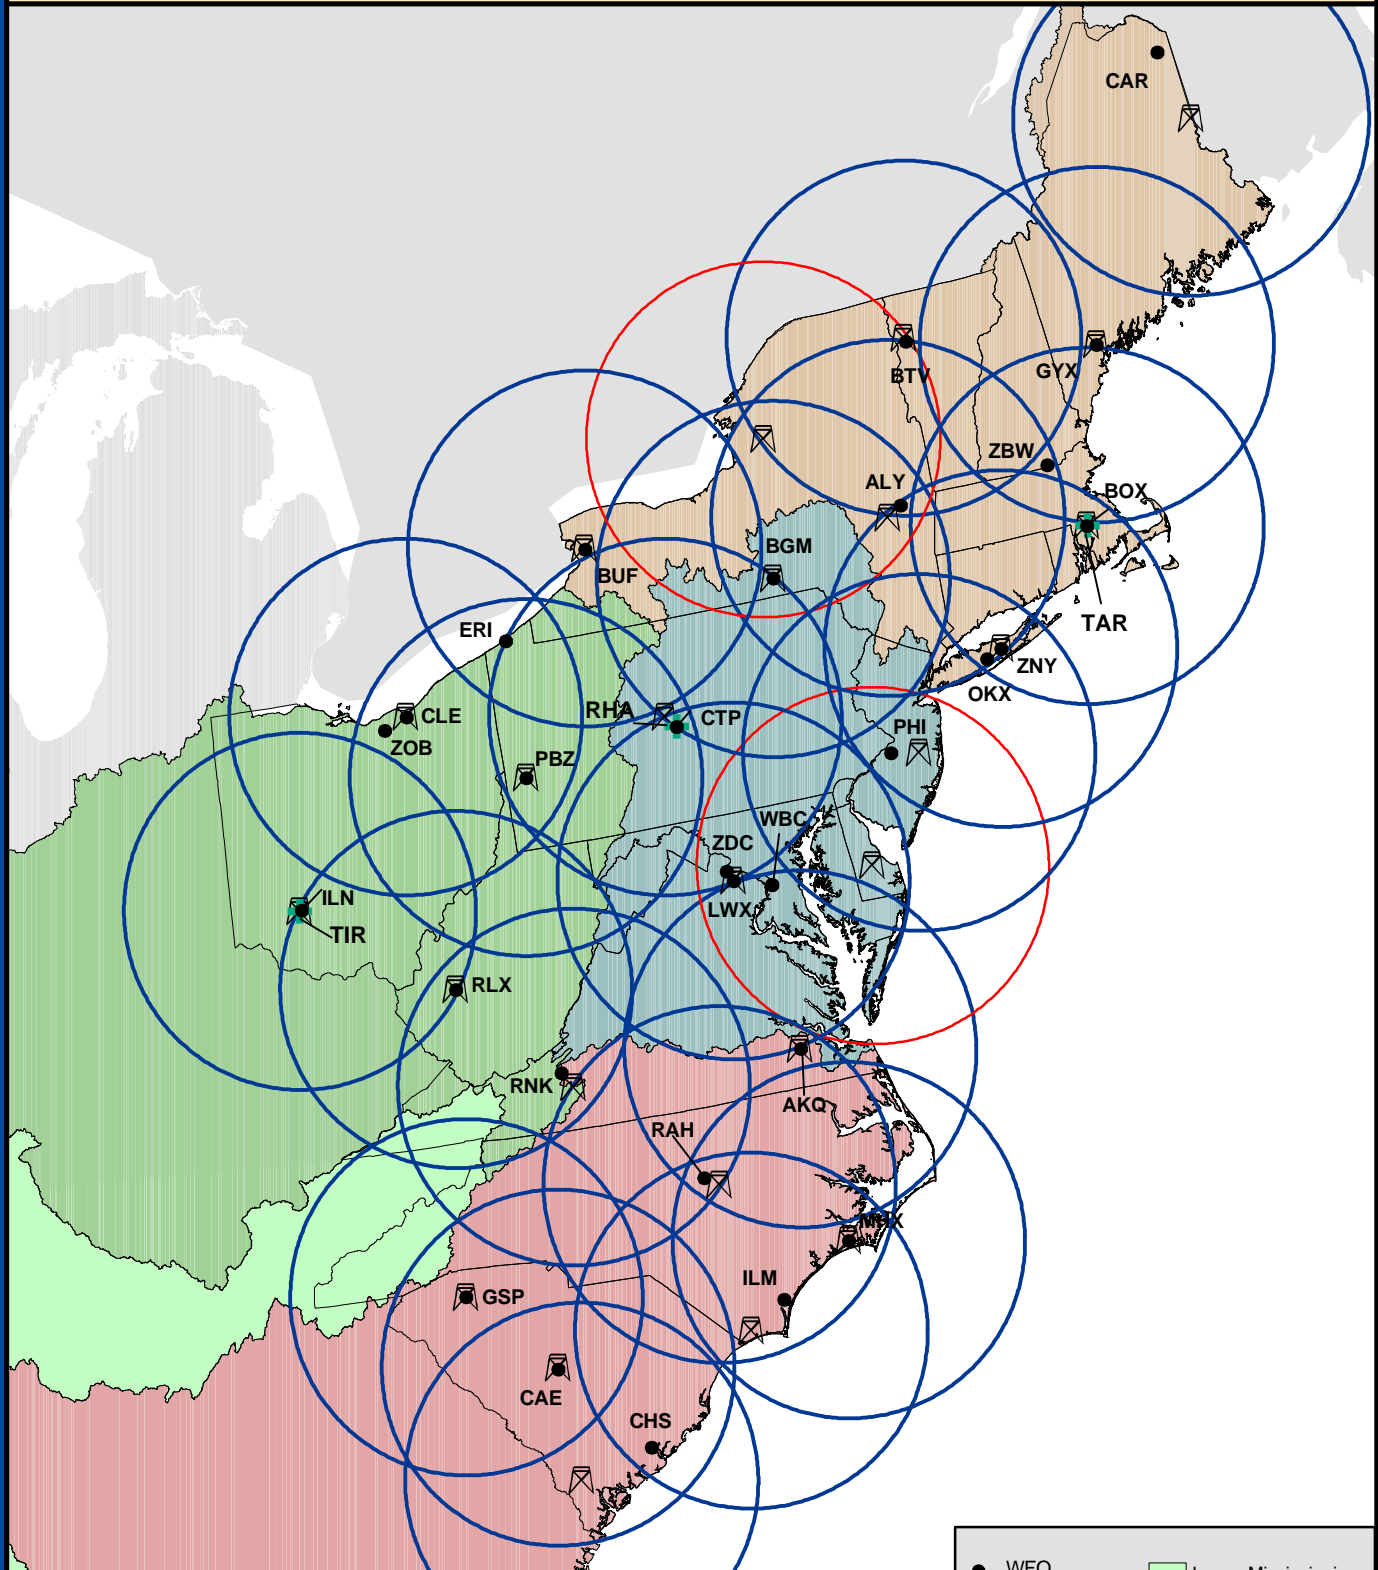 CAR
BTV
GYX
ZBW
ALY
BOX
BGM
BUF
TAR
ERI
ZNY
OKX
RHA
CTP
CLE
ZOB
PHI
PBZ
WBC
ZDC
ILN
LWX
TIR
RLX
RNK
AKQ
RAH
MHX
ILM
GSP
CAE
CHS
WFO